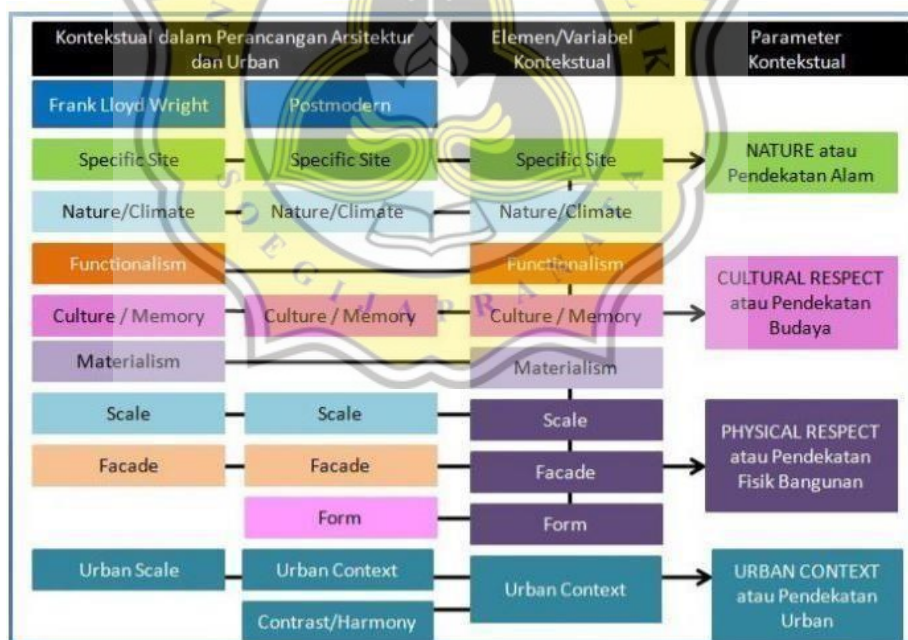 Kontekstual dalam Perancangan Arsitektur
dan Urban
Elemen/Variabel
Kontekstual
Parameter
Kontekstual
Frank Lloyd Wright
Postmodern
Specific Site
Specific Site
Specific Site
NATURE atau
Pendekatan Alam
Nature/Climate
Nature/Climate
Nature/Climate
Functionalism
Functionalism
Culture / Memory
Culture / Memory
Culture / Memory
CULTURAL RESPECT
atau Pendekatan
Budaya
Materialism
Materialism
Scale
Scale
Scale
Facade
Facade
Facade
PHYSICAL RESPECT
atau Pendekatan
Fisik Bangunan
Form
Form
Urban Scale
Urban Context
Urban Context
URBAN CONTEXT
atau Pendekatan
Urban
Contrast/Harmony